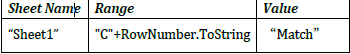 Sheet Name Range Value
“Sheet1” "C"+RowNumber.ToString “Match”